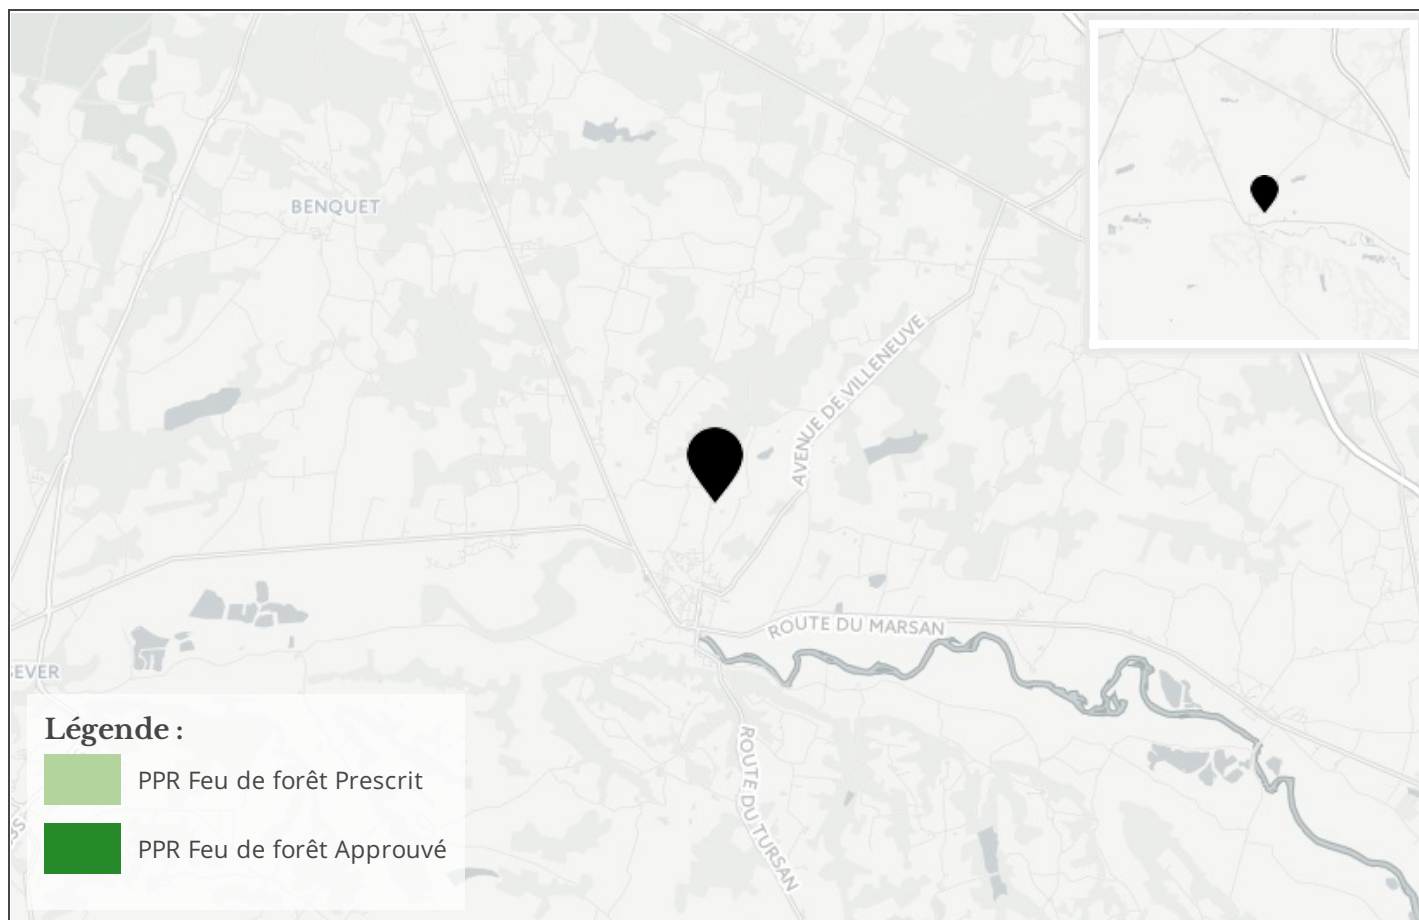 BENQUET
AVENUE DE VILLENEUVE
ROUTE DU MARSAN
SEVER
ROUTE DU TURSAN
Légende :
PPR Feu de forêt Prescrit
PPR Feu de forêt Approuvé